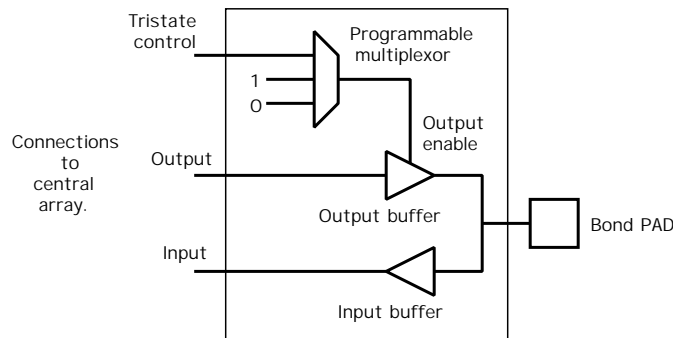 Tristate
control
Programmable
multiplexor
1
0
Output
enable
Connections
to
central
array.
Output
Output buffer
Bond PAD
Input
Input buffer